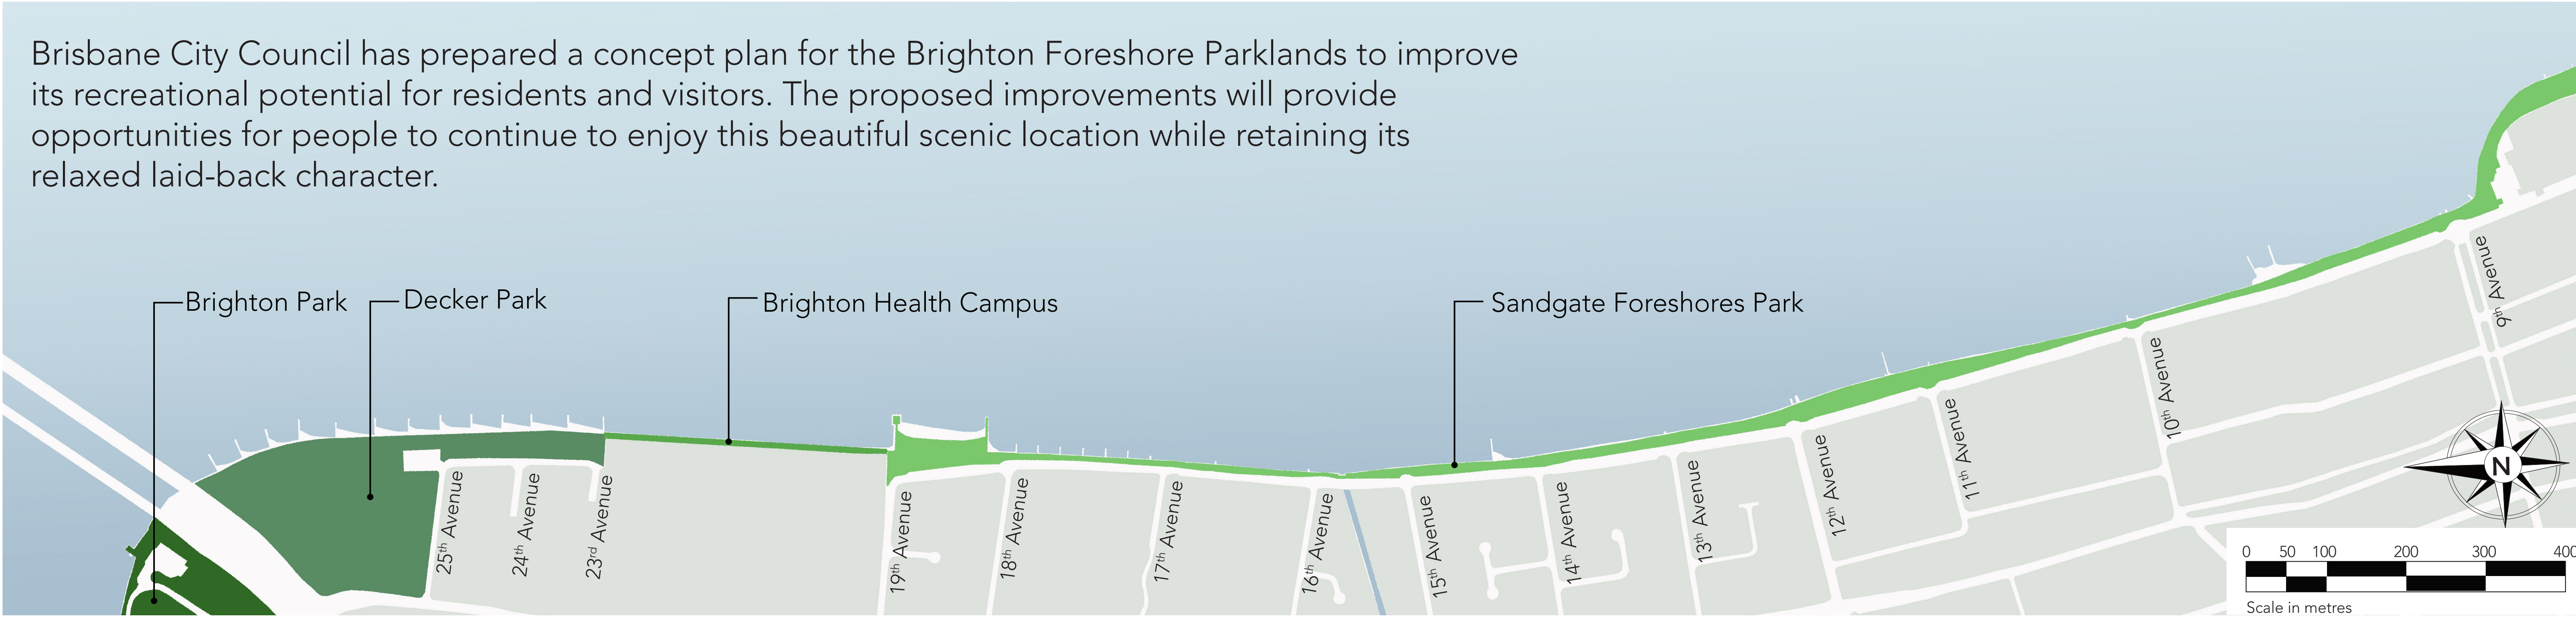 Brisbane City Council has prepared a concept plan for the Brighton Foreshore Parklands to improve
its recreational potential for residents and visitors. The proposed improvements will provide
opportunities for people to continue to enjoy this beautiful scenic location while retaining its
relaxed laid-back character.
Brighton Park
Decker Park
Brighton Health Campus
Sandgate Foreshores Park
25th Avenue
24th Avenue
23rd Avenue
19th Avenue
18th Avenue
17th Avenue
16th Avenue
15th Avenue
14th Avenue
13th Avenue
12th Avenue
11th Avenue
10th Avenue
9th Avenue
N
0 50 100 200 300 400
Scale in metres